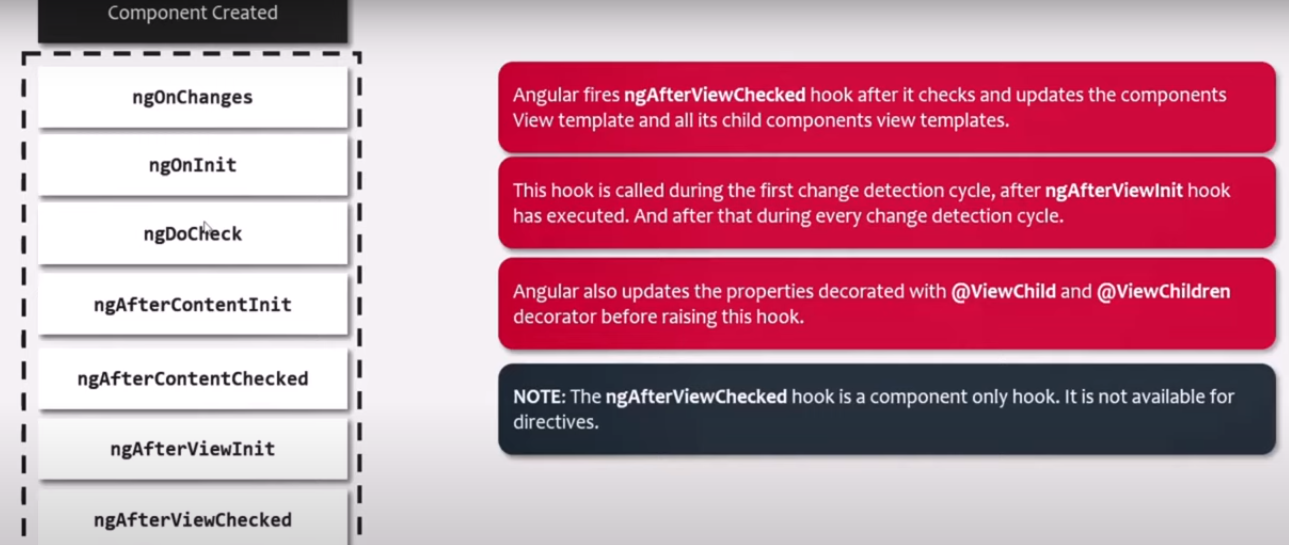 Component Created
ngOnChanges
ngOnInit
ngDoCheck
ngAfterContentInit
ngAfterContentChecked
ngAfterViewInit
ngAfterViewChecked
Angular fires ngAfterViewChecked hook after it checks and updates the components
View template and all its child components view templates.
This hook is called during the first change detection cycle, after ngAfterViewInit hook
has executed. And after that during every change detection cycle.
Angular also updates the properties decorated with @ViewChild and @ViewChildren
decorator before raising this hook.
NOTE: The ngAfterViewChecked hook is a component only hook. It is not available for
directives.